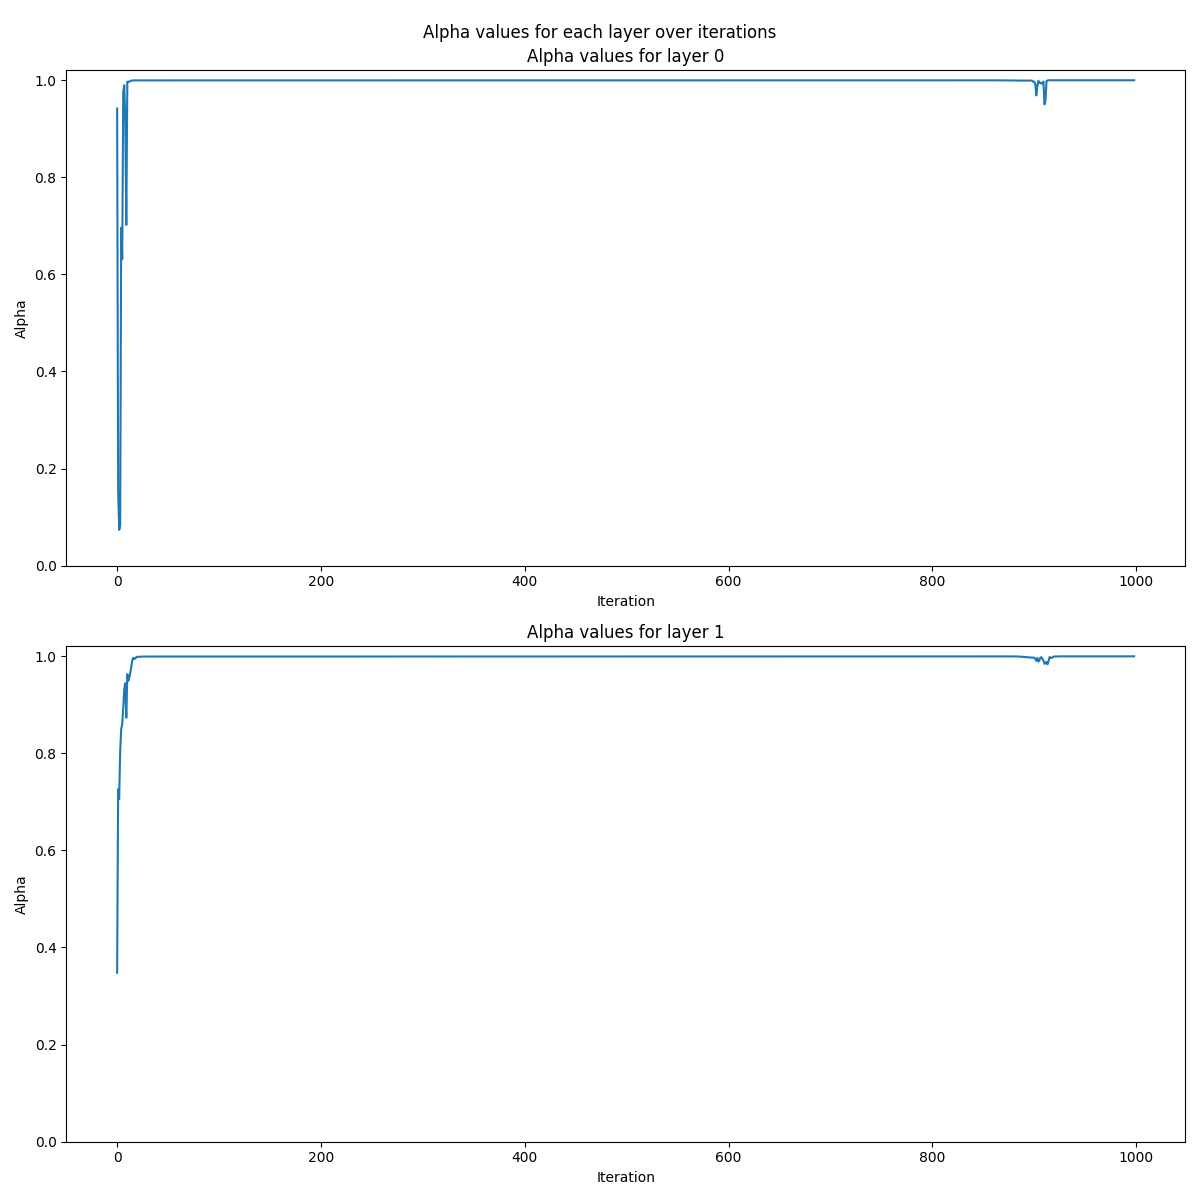 Alpha values for each layer over iterations
Alpha values for layer 0
1.0
0.8
0.6
0.4
0.2
0.0
Alpha
0 200 400 600 800 1000
Iteration
Alpha values for layer 1
1.0
0.8
0.6
0.4
0.2
0.0
Alpha
0 200 400 600 800 1000
Iteration